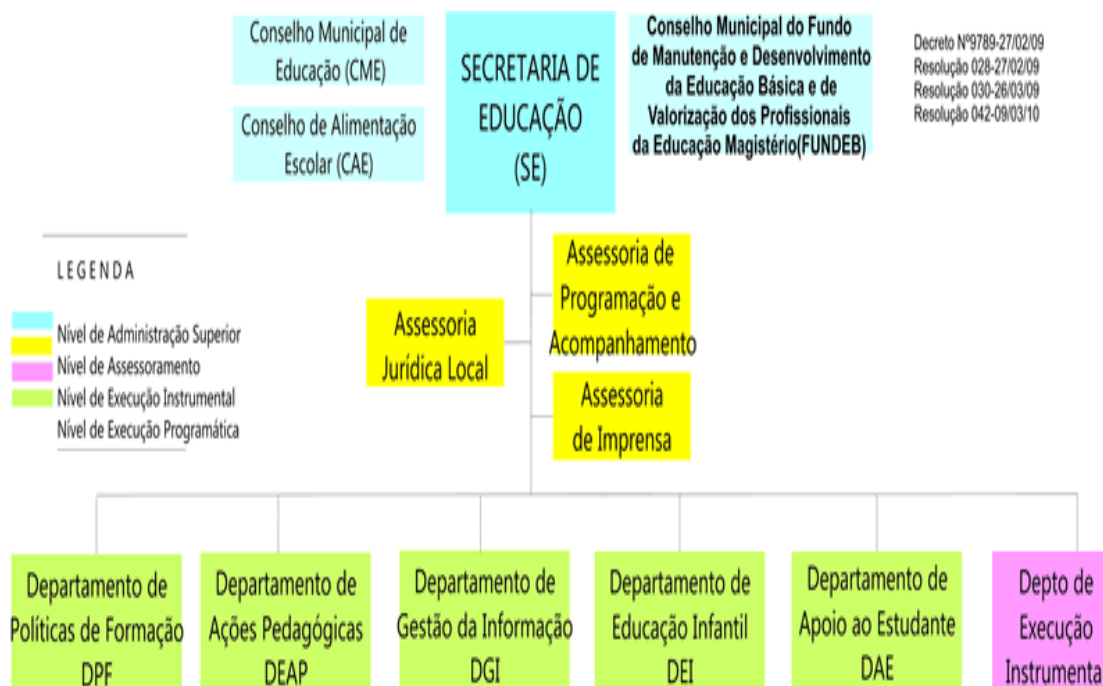 Conselho Municipal de
Educação (CME)
Conselho de Alimentação
Escolar (CAE)
SECRETARIA DE
EDUCAÇÃO
(SE)
Conselho Municipal do Fundo
de Manutenção e Desenvolvimento
da Educação Básica e de
Valorização dos Profissionais
da Educação Magistério(FUNDEB)
Decreto Nº9789-27/02/09
Resolução 028-27/02/09
Resolução 030-26/03/09
Resolução 042-09/03/10
LEGENDA
Nível de Administração Superior
Nível de Assessoramento
Nível de Execução Instrumental
Nível de Execução Programática
Assessoria
Jurídica Local
Assessoria de
Programação e
Acompanhamento
Assessoria
de Imprensa
Departamento de
Políticas de Formação
DPF
Departamento de
Ações Pedagógicas
DEAP
Departamento de
Gestão da Informação
DGI
Departamento de
Educação Infantil
DEI
Departamento de
Apoio ao Estudante
DAE
Depto de
Execução
Instrumenta